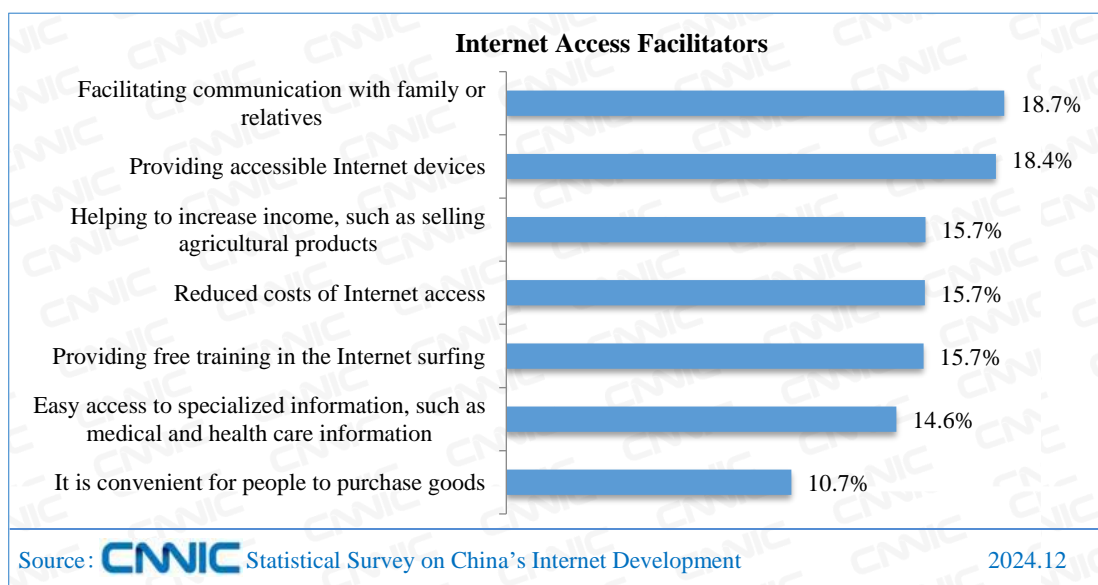 Internet Access Facilitators
Facilitating communication with family or
relatives
18.7%
Providing accessible Internet devices
18.4%
Helping to increase income, such as selling
agricultural products
15.7%
Reduced costs of Internet access
15.7%
Providing free training in the Internet surfing
15.7%
Easy access to specialized information, such as
medical and health care information
14.6%
It is convenient for people to purchase goods
10.7%
Source: CNNIC Statistical Survey on China's Internet Development 2024.12